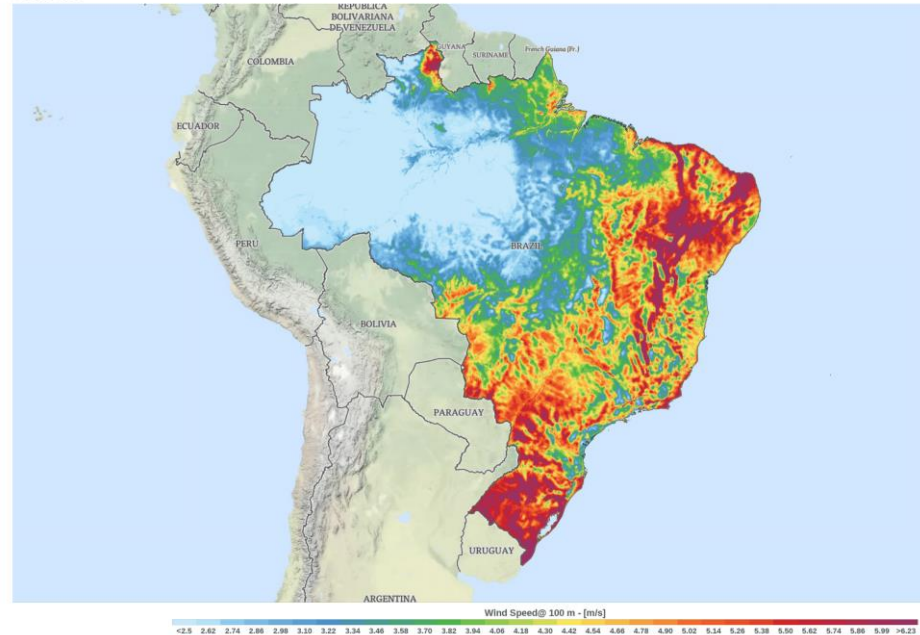 REPÚBLICA
BOLIVARIANA
DE VENEZUELA
GUYANA
SURINAME
French Guiana (Fr.)
COLOMBIA
ECUADOR
PERU
BRAZIL
BOLIVIA
PARAGUAY
URUGUAY
ARGENTINA
Wind Speed@ 100 m - [m/s]
<2.5 2.62 2.74 2.86 2.98 3.10 3.22 3.34 3.46 3.58 3.70 3.82 3.94 4.06 4.18 4.30 4.42 4.54 4.66 4.78 4.90 5.02 5.14 5.26 5.38 5.50 5.62 5.74 5.86 5.99 >6.23